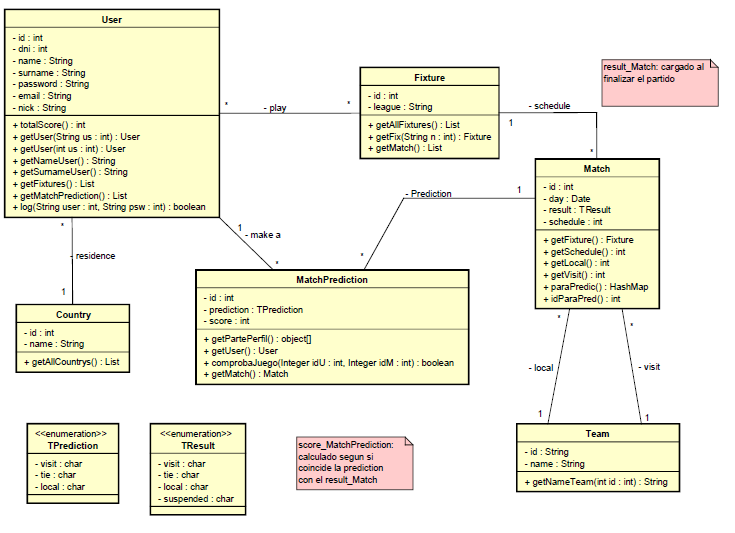 User
- id : int
- dni : int
- name : String
- surname : String
- password : String
- email : String
- nick : String
+ totalScore() : int
+ getUser(String us : int) : User
+ getUser(int us : int) : User
+ getNameUser() : String
+ getSurnameUser() : String
+ getFixtures() : List
+ getMatchPrediction() : List
+ log(String user : int, String psw : int) : boolean
*
- play
*
Fixture
- id : int
- league : String
+ getAllFixtures() : List
+ getFix(String n : int) : Fixture
+ getMatch() : List
result_Match: cargado al
finalizar el partido
- schedule
1
*
Match
- id : int
- day : Date
- result : TResult
- schedule : int
+ getFixture() : Fixture
+ getSchedule() : int
+ getLocal() : int
+ getVisit() : int
+ paraPredic() : HashMap
+ idParaPred() : int
- Prediction
1
*
*
- residence
1
1
- make a
*
MatchPrediction
- id : int
- prediction : TPrediction
- score : int
+ getPartePerfil() : object[]
+ getUser() : User
+ comprobaJuego(Integer idU : int, Integer idM : int) : boolean
+ getMatch() : Match
Country
- id : int
- name : String
+ getAllCountrys() : List
*
- local
1
*
- visit
1
Team
- id : String
- name : String
+ getNameTeam(int id : int) : String
<<enumeration>>
TPrediction
- visit : char
- tie : char
- local : char
<<enumeration>>
TResult
- visit : char
- tie : char
- local : char
- suspended : char
score_MatchPrediction:
calculado segun si
coincide la prediction
con el result_Match